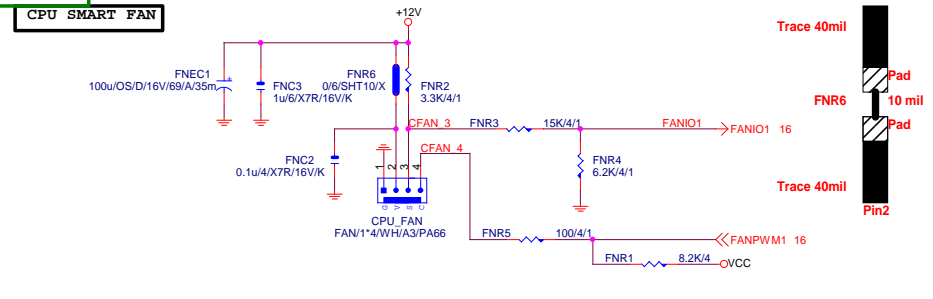 CPU SMART FAN
+12V
Trace 40mil
FNEC1
100u/OS/D/16V/69/A/35m
FNC3
1u/6/X7R/16V/K
FNR6
0/6/SHT10/X
FNR2
3.3K/4/1
Pad
FNR6
10 mil
Pad
CFAN_3
FNR3
15K/4/1
FANIO1
FANIO1 16
FNC2
0.1u/4/X7R/16V/K
CFAN_4
FNR4
6.2K/4/1
1
2
3
4
G
V
S
C
Trace 40mil
Pin2
CPU_FAN
FAN/1*4/WH/A3/PA66
FNR5
100/4/1
FANPWM1 16
FNR1
8.2K/4
VCC